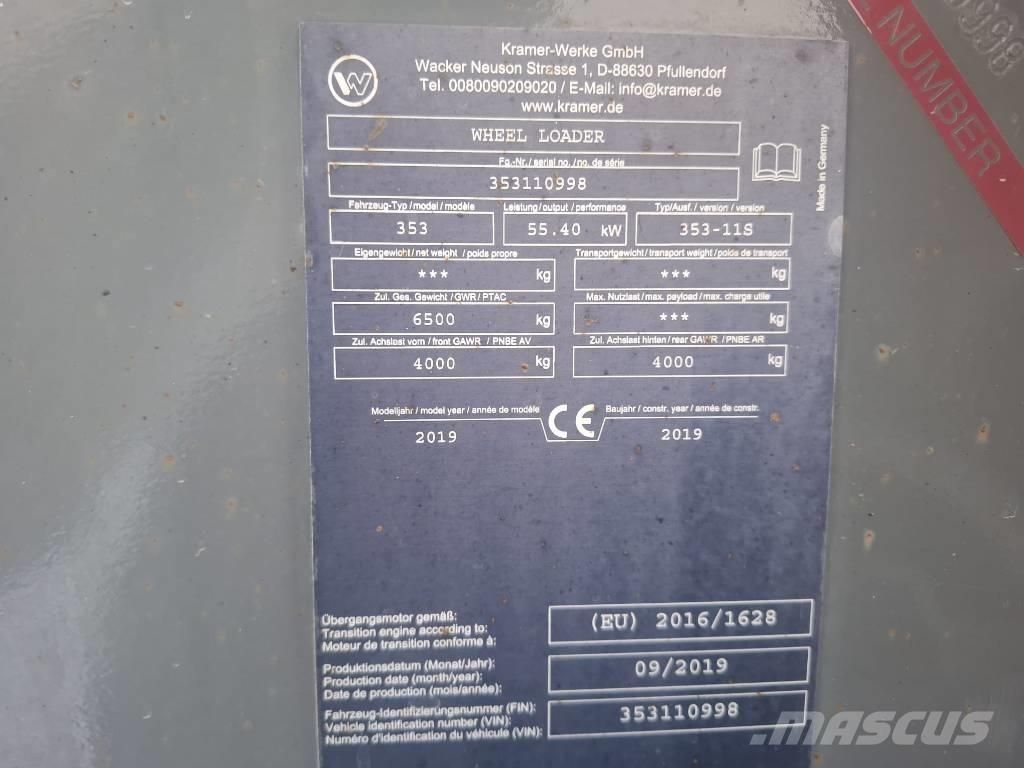 Kramer-Werke GmbH
Wacker Neuson Strasse 1, D-88630 Pfullendorf
Tel. 0080090209020 / E-Mail: info@kramer.de
www.kramer.de
WHEEL LOADER
Fg.-Nr./ serial no./ no. de série
353110998
Made in Germany
Fahrzeug-Typ / model / modèle Leistung / output / performance Typ/Ausf. / version / version
353 55.40 kW 353-11S
Eigengewicht / net weight / poids propre Transportgewicht / transport weight / poids de transport
*** kg *** kg
Zul. Ges. Gewicht / GWR / PTAC Max. Nutzlast / max. payload / max. charge utile
6500 kg *** kg
Zul. Achslast vorn / front GAWR / PNBE AV Zul. Achslast hinten / rear GAWR / PNBE AR
4000 kg 4000 kg
Modelljahr / model year / année de modèle CE Baujahr / constr. year / année de constr.
2019 2019
Übergangsmotor gemäß:
Transition engine according to: (EU) 2016/1628
Moteur de transition conforme à:
Produktionsdatum (Monat/Jahr):
Production date (month/year): 09/2019
Date de production (mois/année):
Fahrzeug-Identifizierungsnummer (FIN):
Vehicle identification number (VIN): 353110998
Numéro d'identification du véhicule (VIN):
NUMBER
998
MASCUS